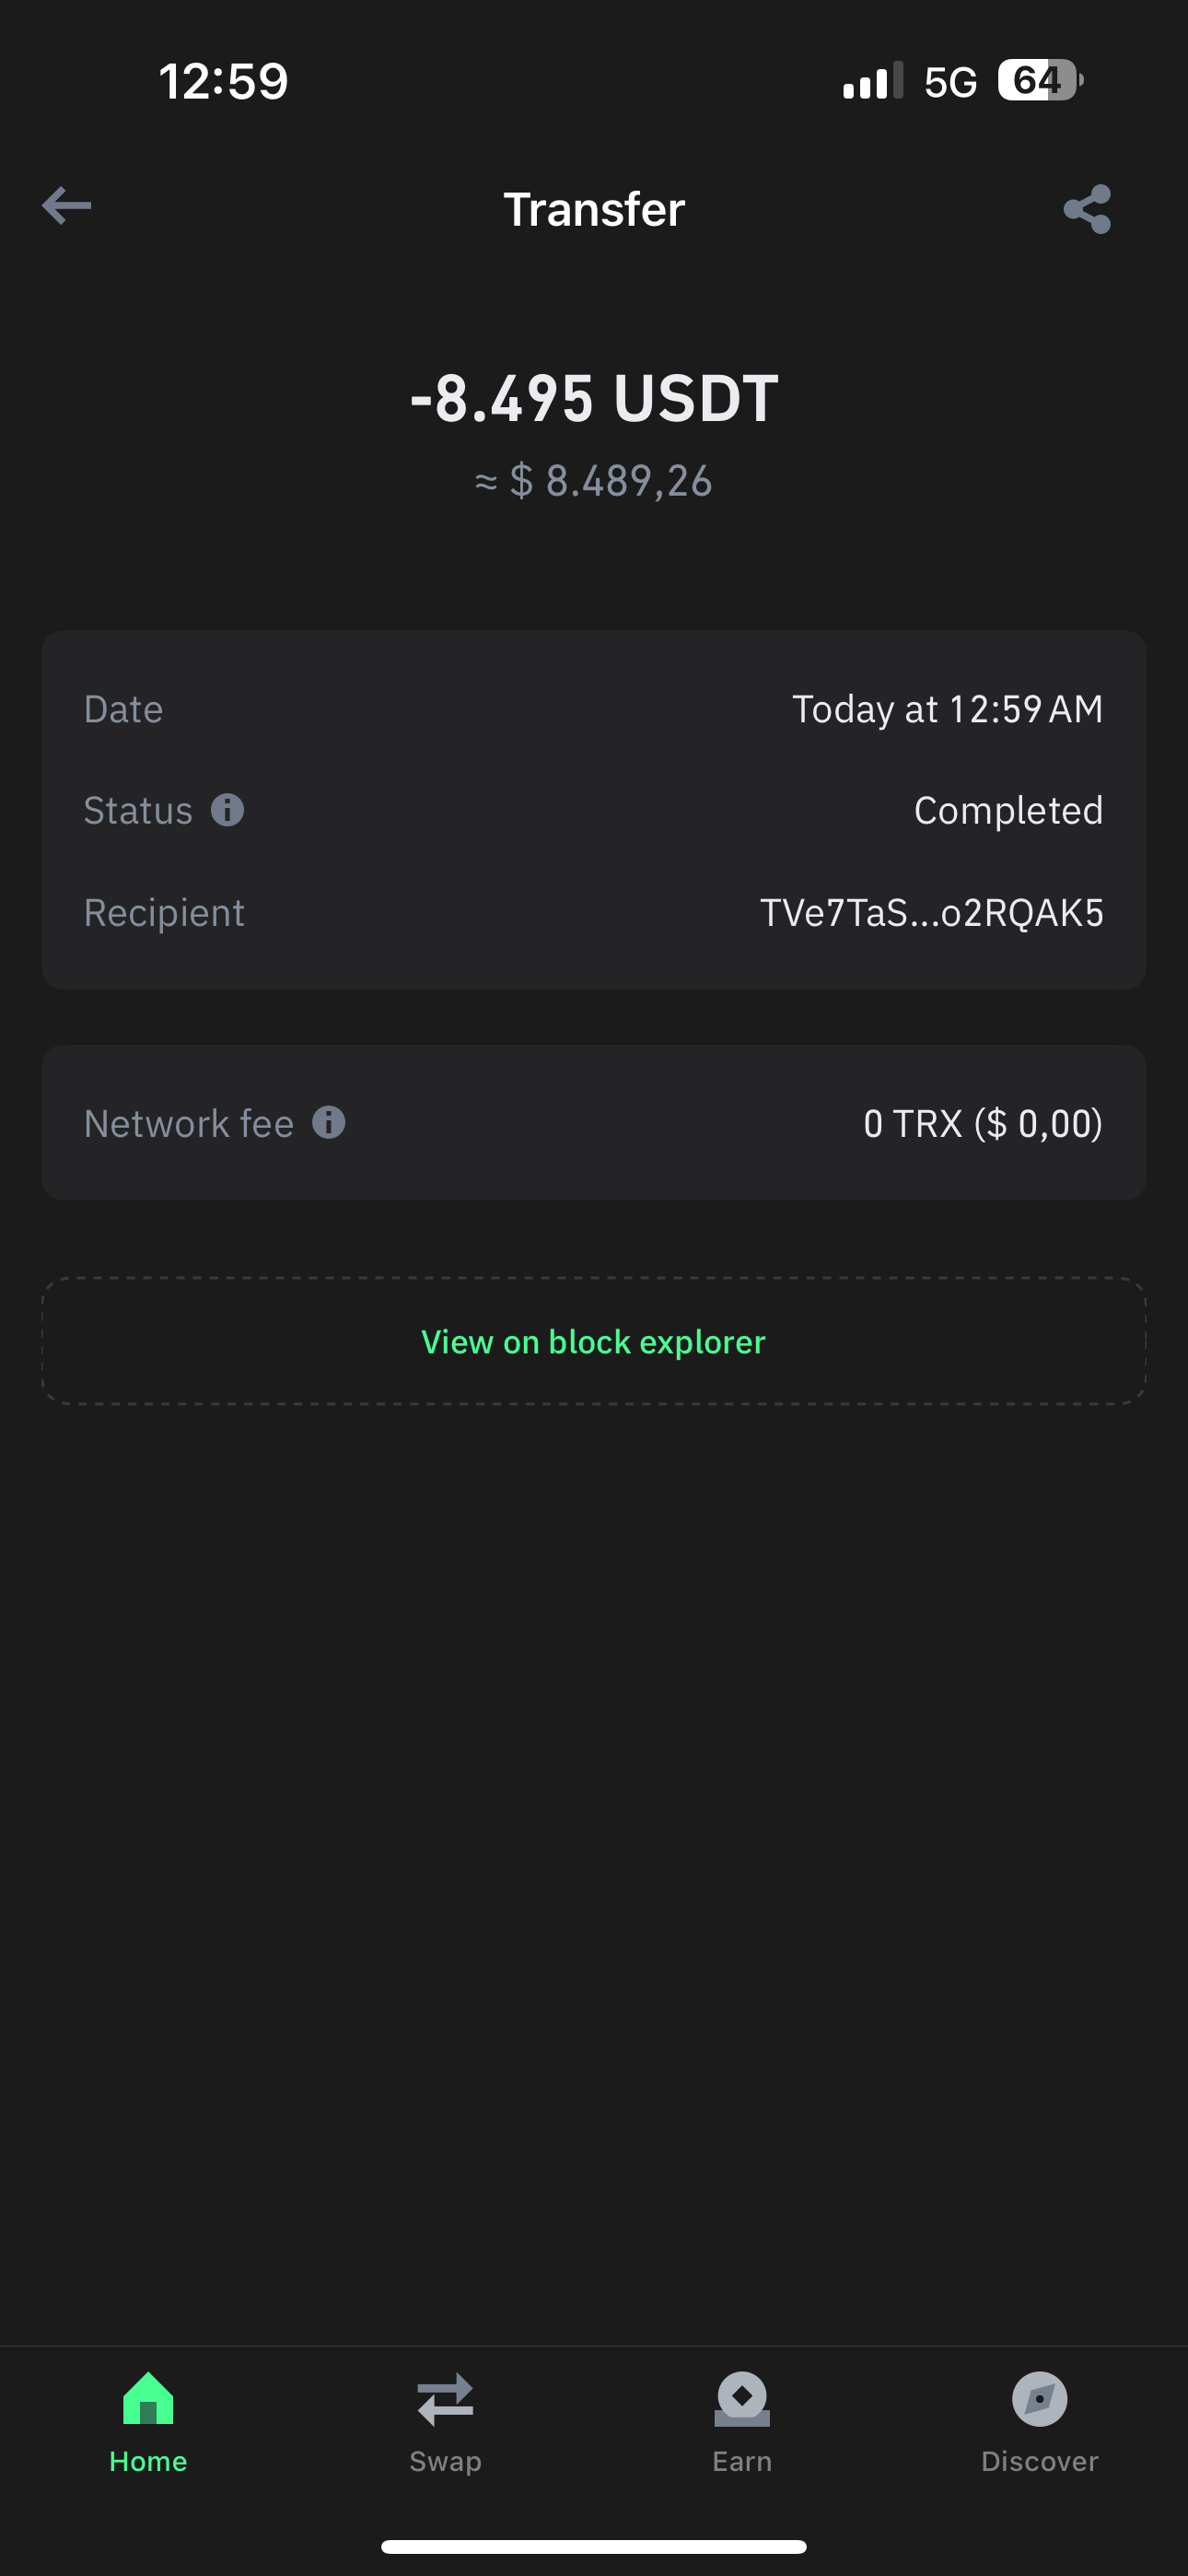 12:59
5G 64
Transfer
-8.495 USDT
≈ $ 8.489,26
Date Today at 12:59 AM
Status Completed
Recipient TVe7TaS...o2RQAK5
Network fee 0 TRX ($ 0,00)
View on block explorer
Home Swap Earn Discover